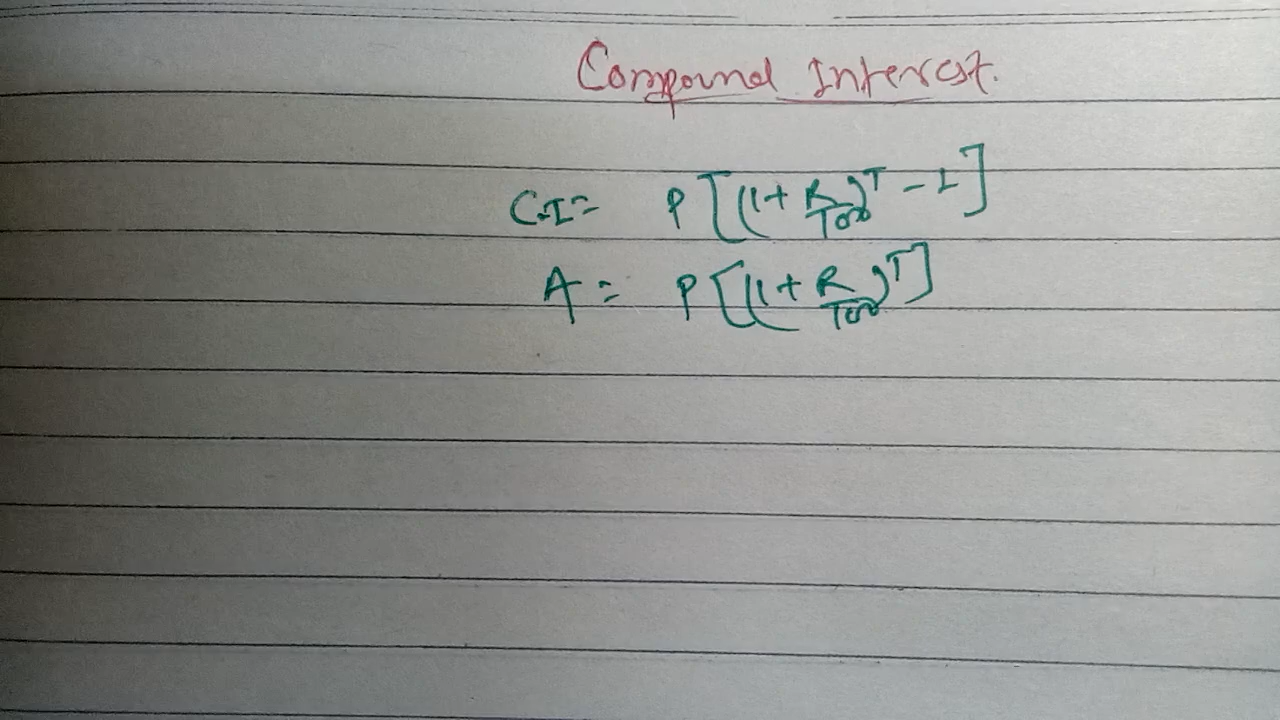 Compound Interest.
C.I= P[(1+R/100)^T-1]
A= P[(1+R/100)^T]